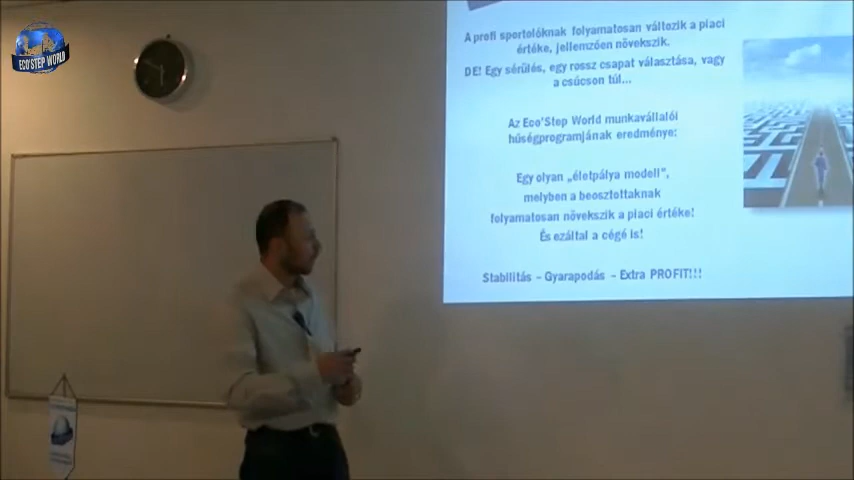 ECO'STEP WORLD
A profi sportolóknak folyamatosan változik a piaci
értéke, jellemzően növekszik.
DE! Egy sérülés, egy rossz csapat választása, vagy
a csúcson túl...
Az Eco'Step World munkavállalói
hűségprogramjának eredménye:
Egy olyan „életpálya modell",
melyben a beosztottaknak
folyamatosan növekszik a piaci értéke!
És ezáltal a cégé is!
Stabilitás – Gyarapodás – Extra PROFIT!!!